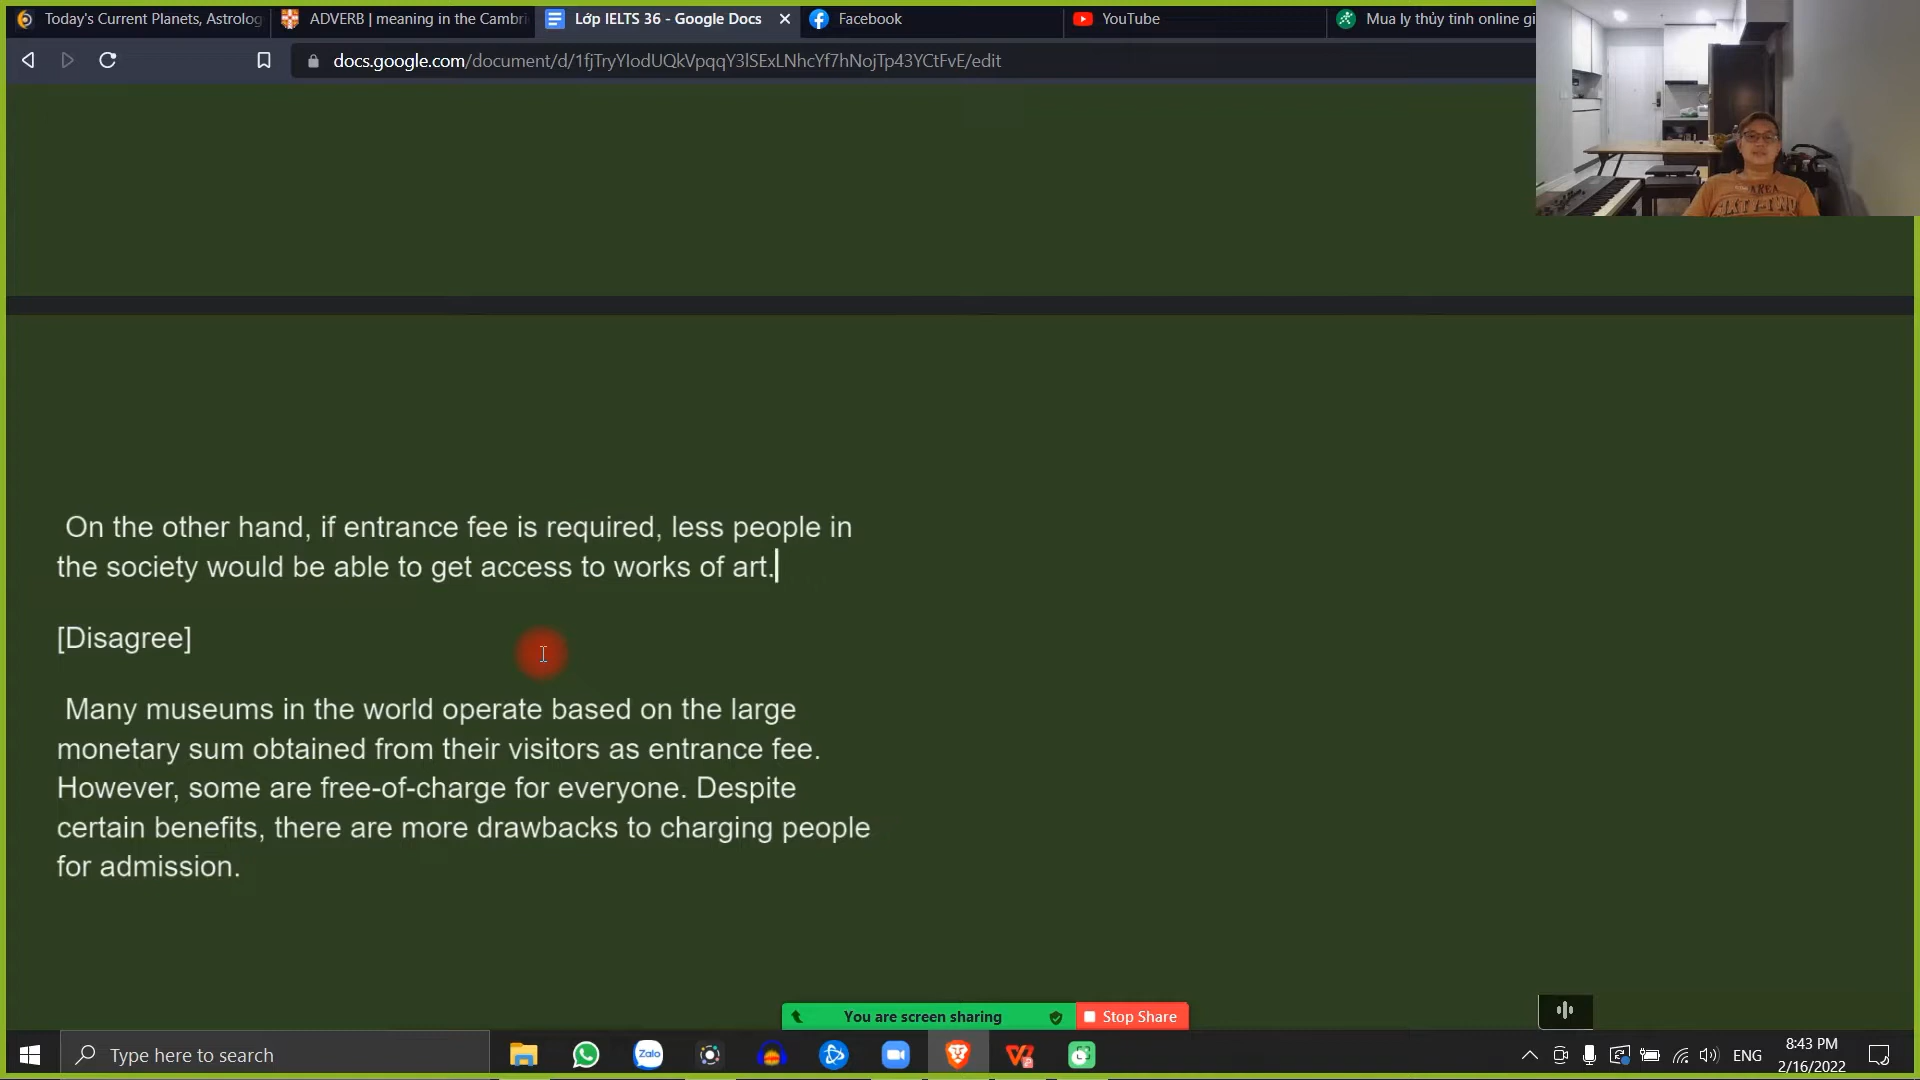 Today's Current Planets, Astrolog
ADVERB | meaning in the Cambri
Lớp IELTS 36 - Google Docs
Facebook
YouTube
Mua ly thủy tinh online gi
docs.google.com/document/d/1fjTryYIodUQkVpqqY3lSExLNhcYf7hNojTp43YCtFvE/edit
AREA
SIXTY-TWO
On the other hand, if entrance fee is required, less people in
the society would be able to get access to works of art.
[Disagree]
Many museums in the world operate based on the large
monetary sum obtained from their visitors as entrance fee.
However, some are free-of-charge for everyone. Despite
certain benefits, there are more drawbacks to charging people
for admission.
You are screen sharing
Stop Share
Type here to search
Zalo
ENG
8:43 PM
2/16/2022